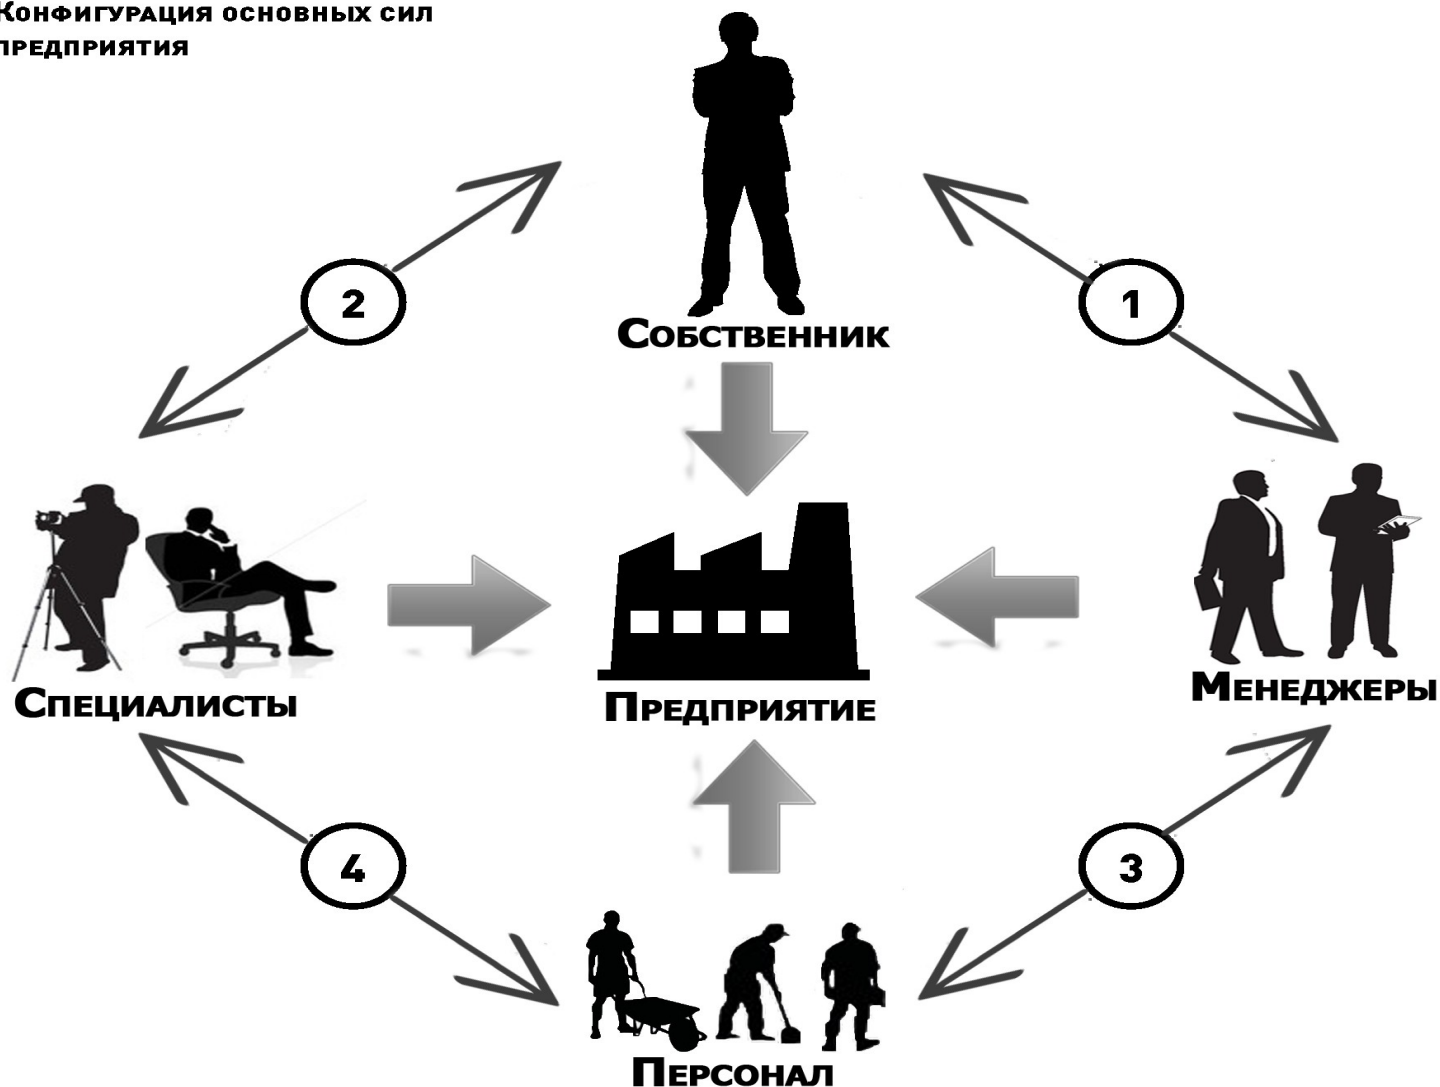 Конфигурация основных сил
предприятия
Собственник
2
1
Специалисты
Предприятие
Менеджеры
4
3
Персонал